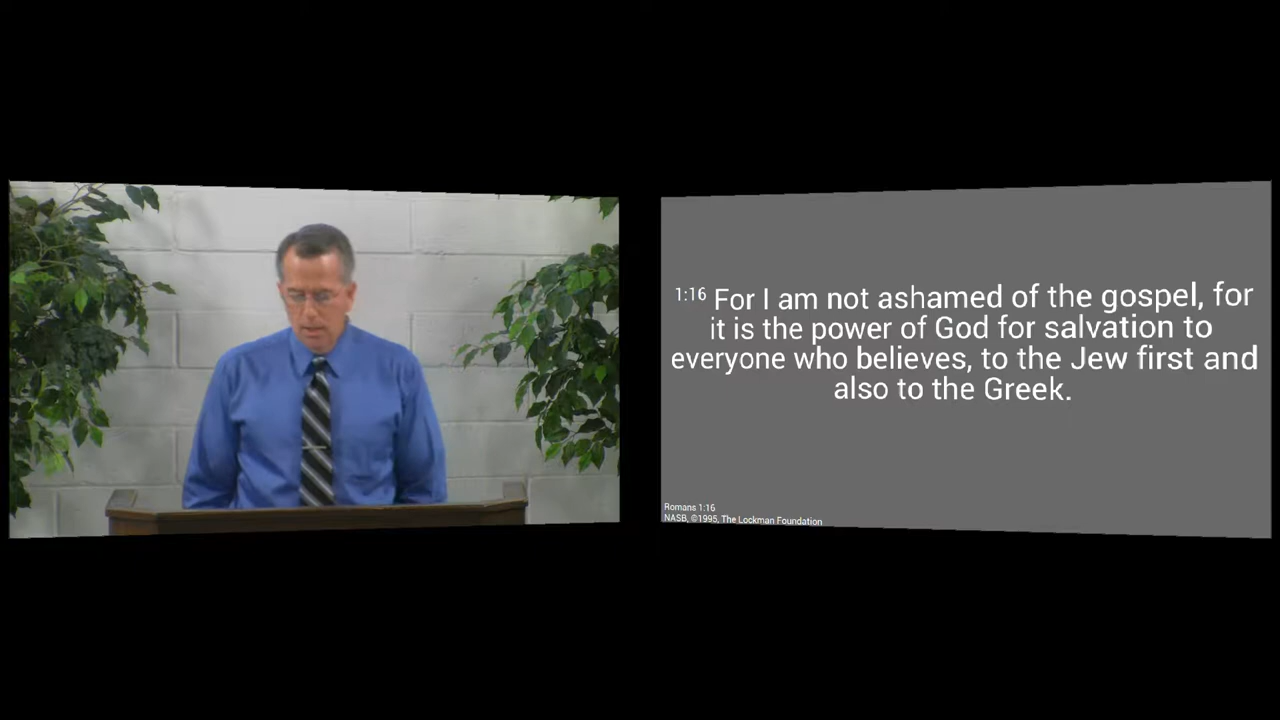 1:16 For I am not ashamed of the gospel, for
it is the power of God for salvation to
everyone who believes, to the Jew first and
also to the Greek.
Romans 1:16
NASB, ©1995, The Lockman Foundation